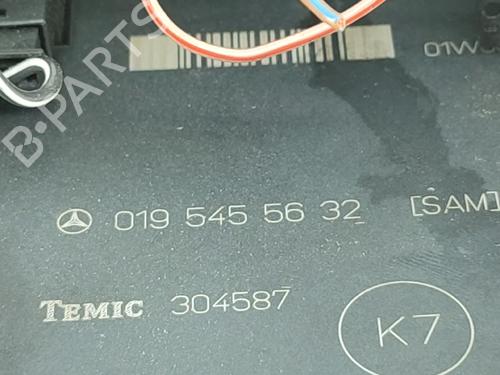 01W
019 545 56 32 [SAM]
TEMIC 304587
K7
B-PARTS